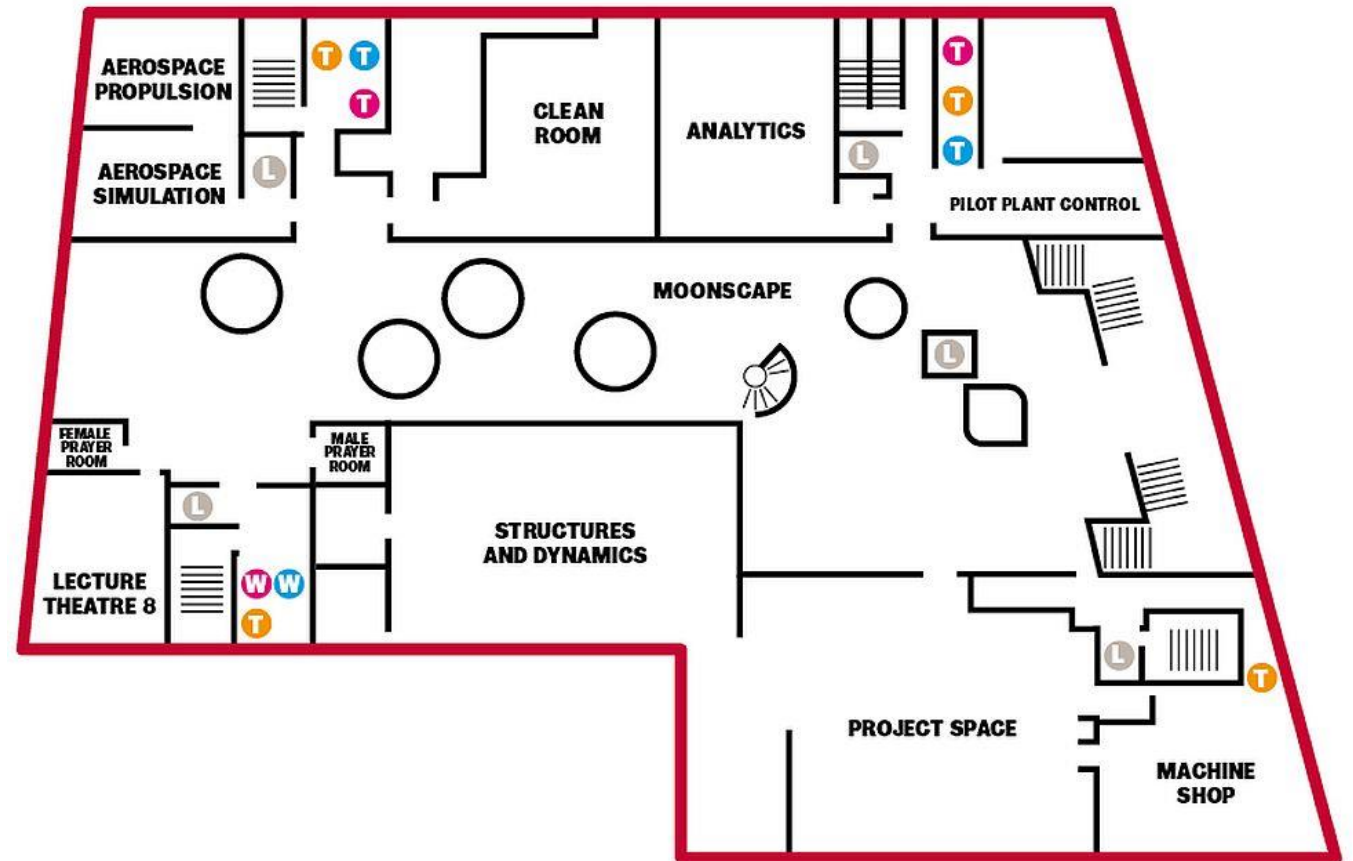 AEROSPACE
PROPULSION
T
T
T
CLEAN
ROOM
ANALYTICS
T
T
T
L
L
AEROSPACE
SIMULATION
PILOT PLANT CONTROL
MOONSCAPE
L
FEMALE
PRAYER
ROOM
MALE
PRAYER
ROOM
L
STRUCTURES
AND DYNAMICS
LECTURE
THEATRE 8
W
W
T
L
T
PROJECT SPACE
MACHINE
SHOP